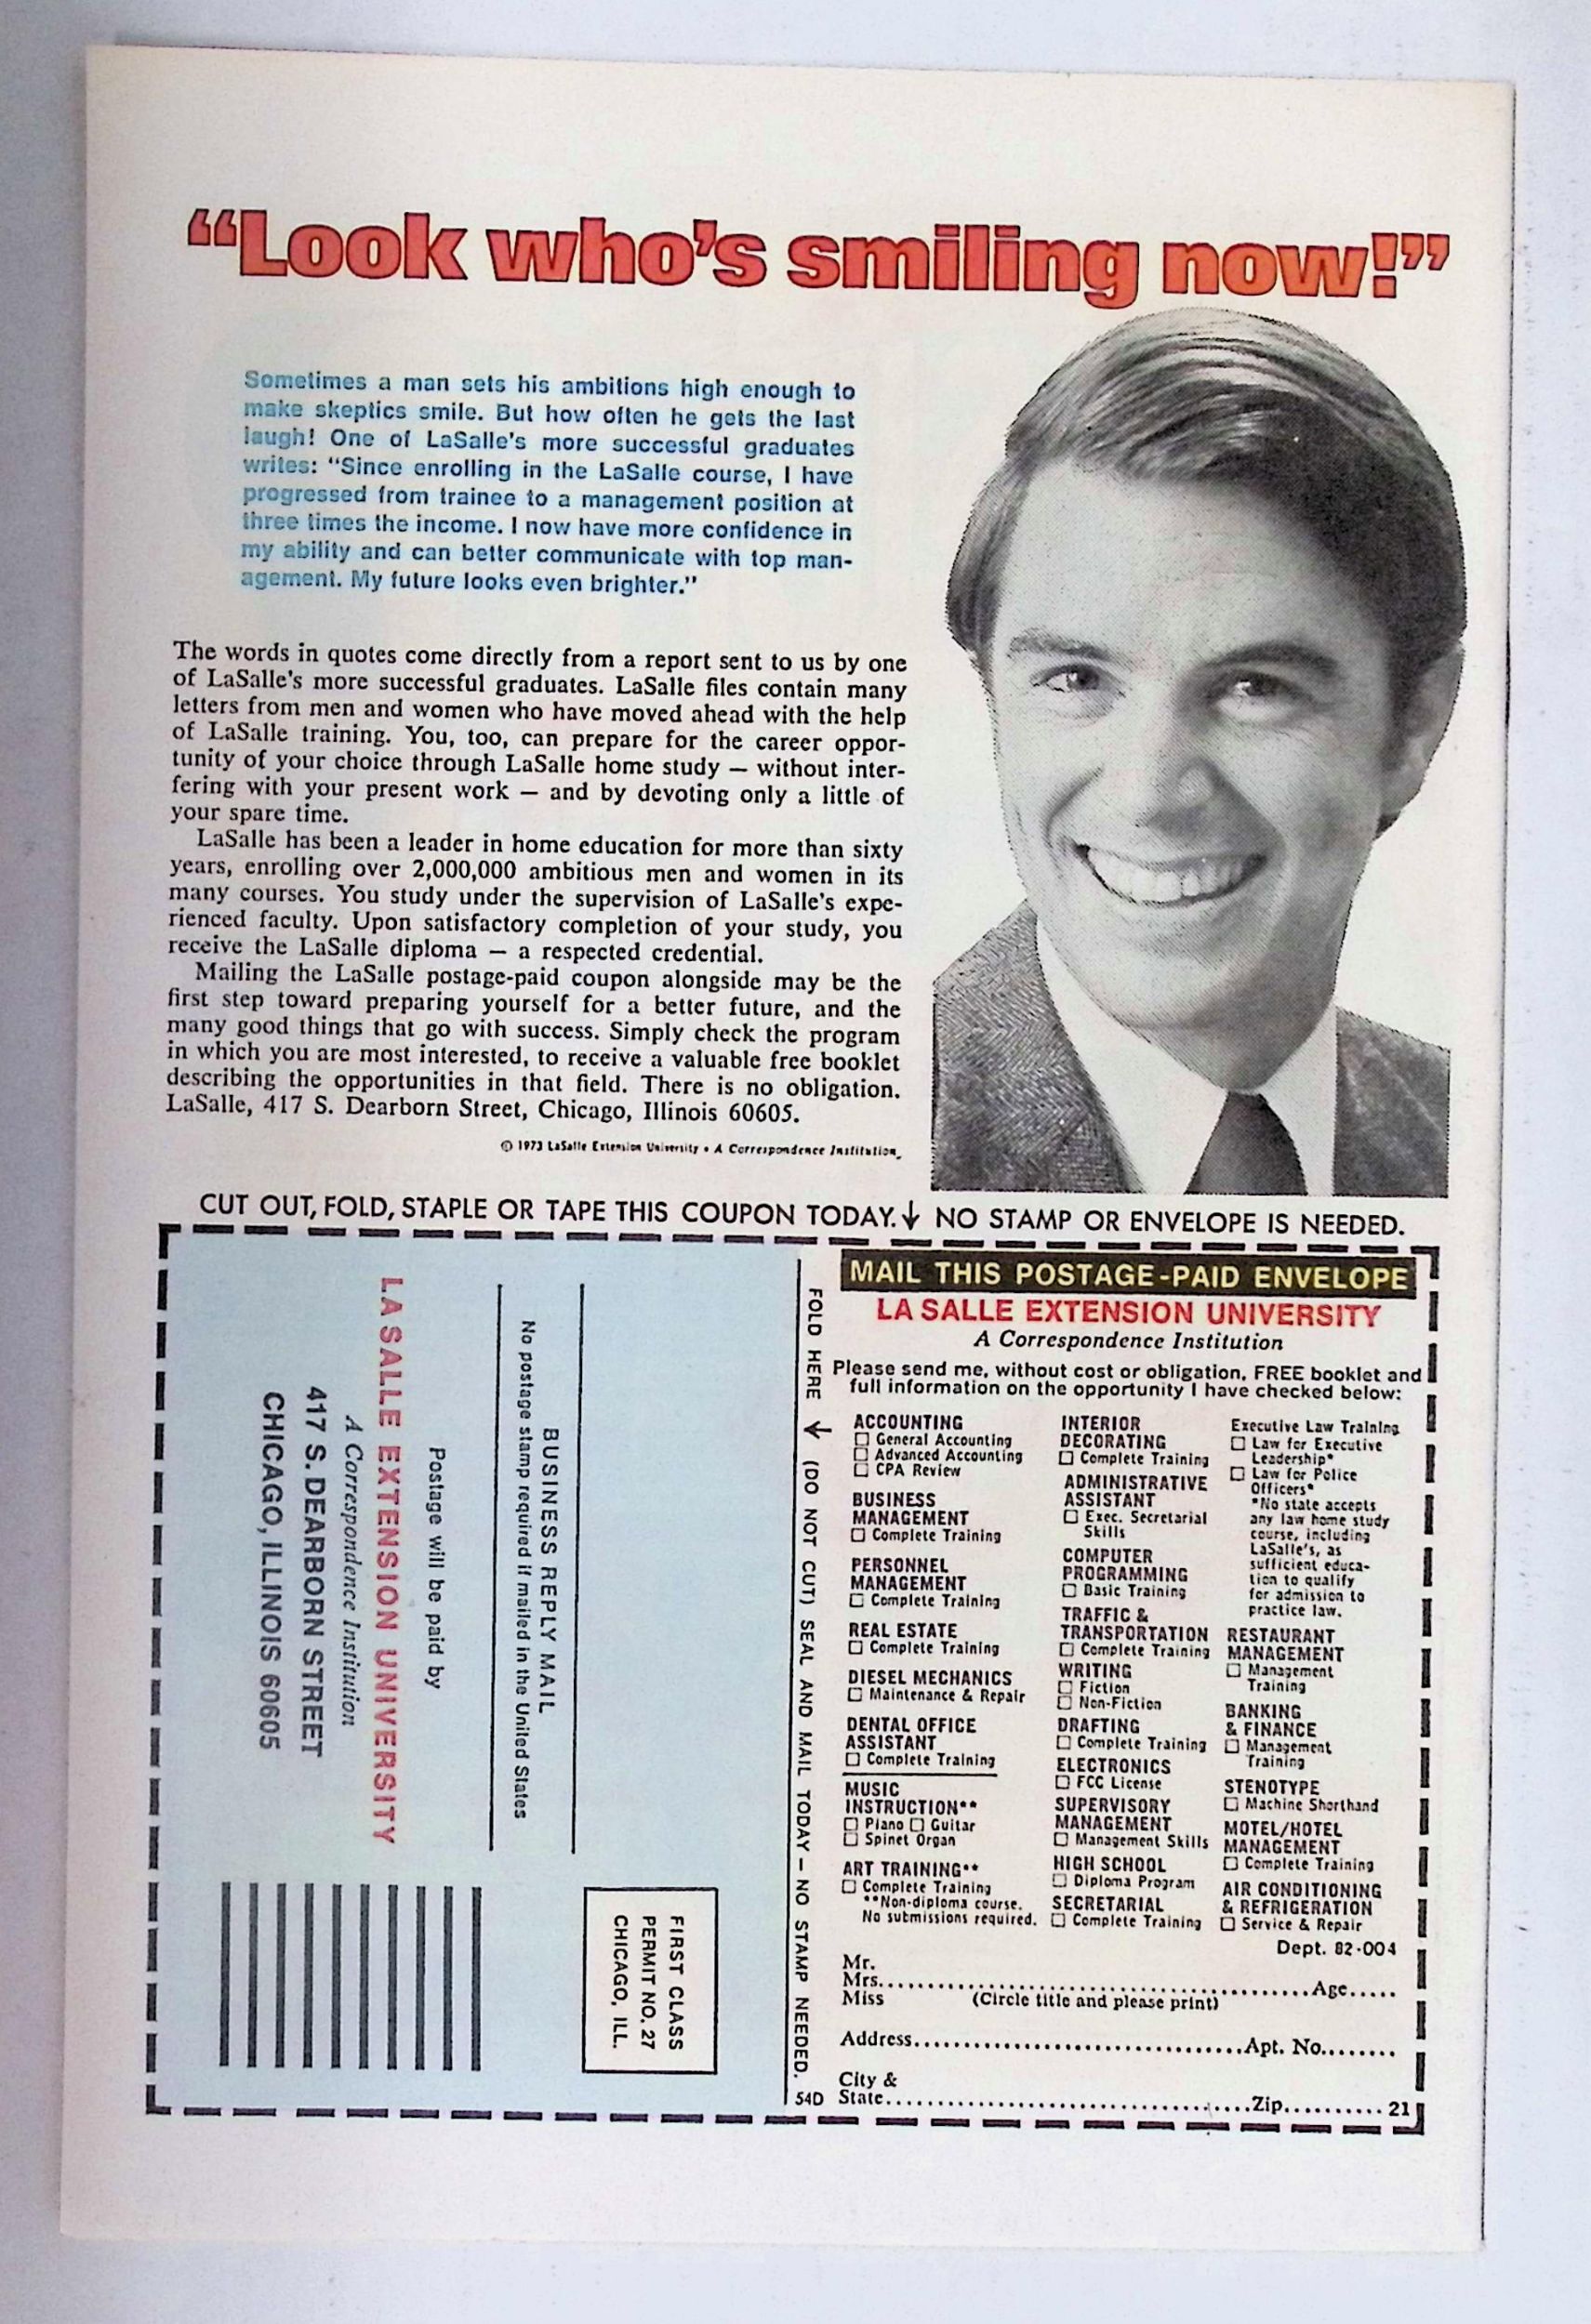 “Look who’s smiling now!”
Sometimes a man sets his ambitions high enough to
make skeptics smile. But how often he gets the last
laugh! One of LaSalle's more successful graduates
writes: "Since enrolling in the LaSalle course, I have
progressed from trainee to a management position at
three times the income. I now have more confidence in
my ability and can better communicate with top man-
agement. My future looks even brighter."
The words in quotes come directly from a report sent to us by one
of LaSalle's more successful graduates. LaSalle files contain many
letters from men and women who have moved ahead with the help
of LaSalle training. You, too, can prepare for the career oppor-
tunity of your choice through LaSalle home study — without inter-
fering with your present work — and by devoting only a little of
your spare time.
LaSalle has been a leader in home education for more than sixty
years, enrolling over 2,000,000 ambitious men and women in its
many courses. You study under the supervision of LaSalle's expe-
rienced faculty. Upon satisfactory completion of your study, you
receive the LaSalle diploma — a respected credential.
Mailing the LaSalle postage-paid coupon alongside may be the
first step toward preparing yourself for a better future, and the
many good things that go with success. Simply check the program
in which you are most interested, to receive a valuable free booklet
describing the opportunities in that field. There is no obligation.
LaSalle, 417 S. Dearborn Street, Chicago, Illinois 60605.
© 1973 LaSalle Extension University • A Correspondence Institution
CUT OUT, FOLD, STAPLE OR TAPE THIS COUPON TODAY.↓ NO STAMP OR ENVELOPE IS NEEDED.
FIRST CLASS
PERMIT NO. 27
CHICAGO, ILL.
BUSINESS REPLY MAIL
No postage stamp required if mailed in the United States
Postage will be paid by
LA SALLE EXTENSION UNIVERSITY
A Correspondence Institution
417 S. DEARBORN STREET
CHICAGO, ILLINOIS 60605
FOLD HERE ↓ (DO NOT CUT) SEAL AND MAIL TODAY — NO STAMP NEEDED.
54D
MAIL THIS POSTAGE-PAID ENVELOPE
LA SALLE EXTENSION UNIVERSITY
A Correspondence Institution
Please send me, without cost or obligation, FREE booklet and
full information on the opportunity I have checked below:
ACCOUNTING
☐ General Accounting
☐ Advanced Accounting
☐ CPA Review
BUSINESS
MANAGEMENT
☐ Complete Training
PERSONNEL
MANAGEMENT
☐ Complete Training
REAL ESTATE
☐ Complete Training
DIESEL MECHANICS
☐ Maintenance & Repair
DENTAL OFFICE
ASSISTANT
☐ Complete Training
MUSIC
INSTRUCTION**
☐ Piano ☐ Guitar
☐ Spinet Organ
ART TRAINING**
☐ Complete Training
**Non-diploma course.
No submissions required.
INTERIOR
DECORATING
☐ Complete Training
ADMINISTRATIVE
ASSISTANT
☐ Exec. Secretarial
Skills
COMPUTER
PROGRAMMING
☐ Basic Training
TRAFFIC &
TRANSPORTATION
☐ Complete Training
WRITING
☐ Fiction
☐ Non-Fiction
DRAFTING
☐ Complete Training
ELECTRONICS
☐ FCC License
SUPERVISORY
MANAGEMENT
☐ Management Skills
HIGH SCHOOL
☐ Diploma Program
SECRETARIAL
☐ Complete Training
Executive Law Training
☐ Law for Executive
Leadership*
☐ Law for Police
Officers*
*No state accepts
any law home study
course, including
LaSalle's, as
sufficient educa-
tion to qualify
for admission to
practice law.
RESTAURANT
MANAGEMENT
☐ Management
Training
BANKING
& FINANCE
☐ Management
Training
STENOTYPE
☐ Machine Shorthand
MOTEL/HOTEL
MANAGEMENT
☐ Complete Training
AIR CONDITIONING
& REFRIGERATION
☐ Service & Repair
Dept. 82-004
Mr.
Mrs. ........ Age.....
Miss (Circle title and please print)
Address ........ Apt. No. ........
City &
State ........ Zip .......... 21